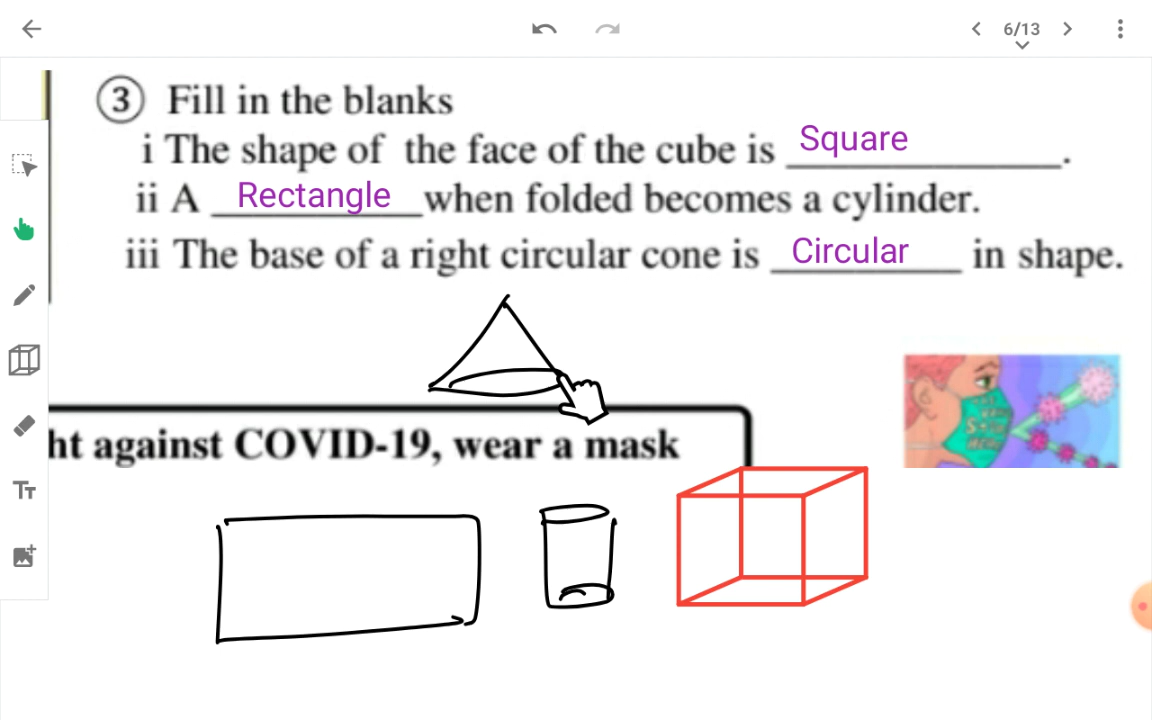 6/13
3 Fill in the blanks
i The shape of the face of the cube is Square.
ii A Rectangle when folded becomes a cylinder.
iii The base of a right circular cone is Circular in shape.
ht against COVID-19, wear a mask
Tт